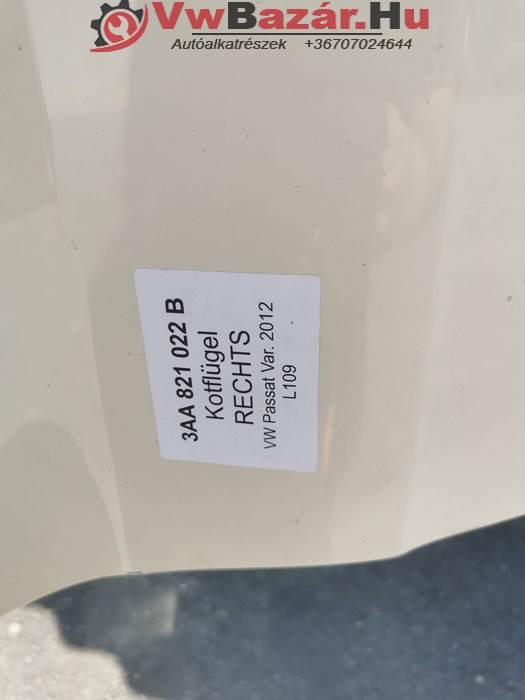 VwBazár.Hu
Autóalkatrészek +36707024644
3AA 821 022 B
Kotflügel
RECHTS
VW Passat Var. 2012
L109